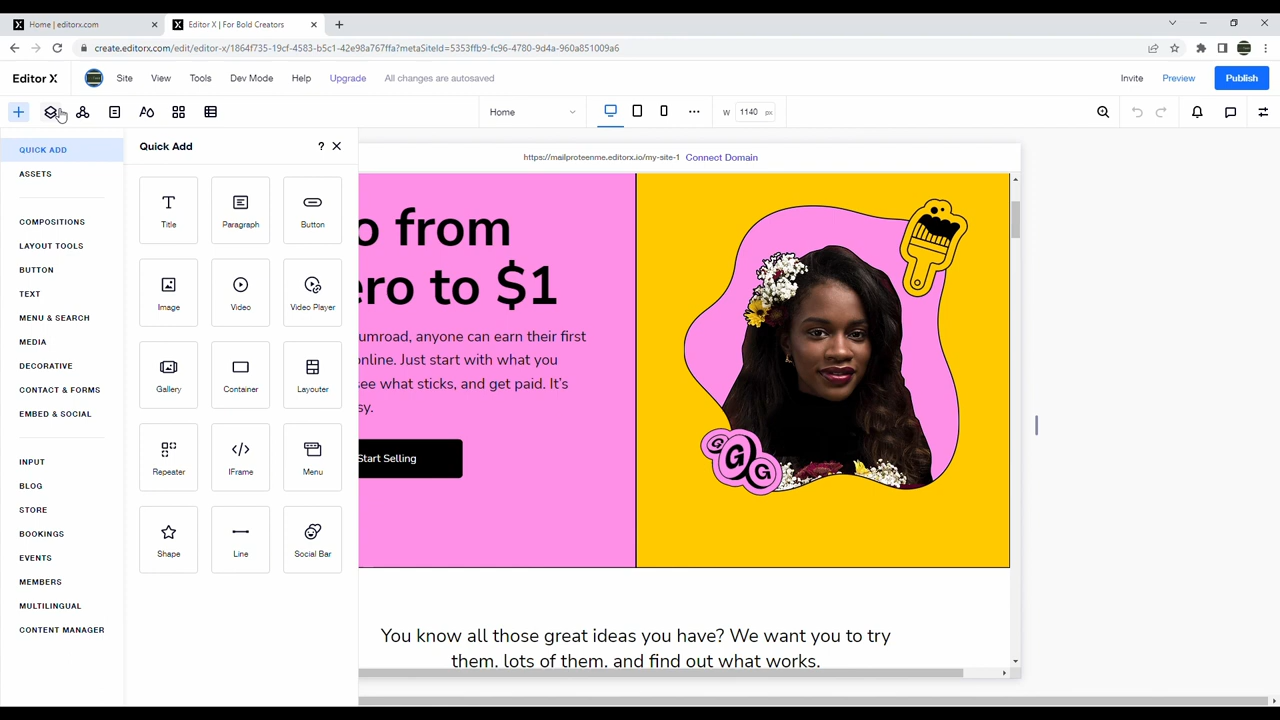 Home | editorx.com
Editor X | For Bold Creators
create.editorx.com/edit/editor-x/1864f735-19cf-4583-b5c1-42e98a767ffa?metaSiteId=5353ffb9-fc96-4780-9d4a-960a851009a6
Editor X
Site
View
Tools
Dev Mode
Help
Upgrade
All changes are autosaved
Invite
Preview
Publish
Home
W 1140 px
QUICK ADD
ASSETS
COMPOSITIONS
LAYOUT TOOLS
BUTTON
TEXT
MENU & SEARCH
MEDIA
DECORATIVE
CONTACT & FORMS
EMBED & SOCIAL
INPUT
BLOG
STORE
BOOKINGS
EVENTS
MEMBERS
MULTILINGUAL
CONTENT MANAGER
Quick Add
?
Title
Paragraph
Button
Image
Video
Video Player
Gallery
Container
Layouter
Repeater
IFrame
Menu
Shape
Line
Social Bar
https://mailproteenme.editorx.io/my-site-1 Connect Domain
o from
ero to $1
umroad, anyone can earn their first
online. Just start with what you
see what sticks, and get paid. It's
sy.
Start Selling
G G G
You know all those great ideas you have? We want you to try
them, lots of them, and find out what works.